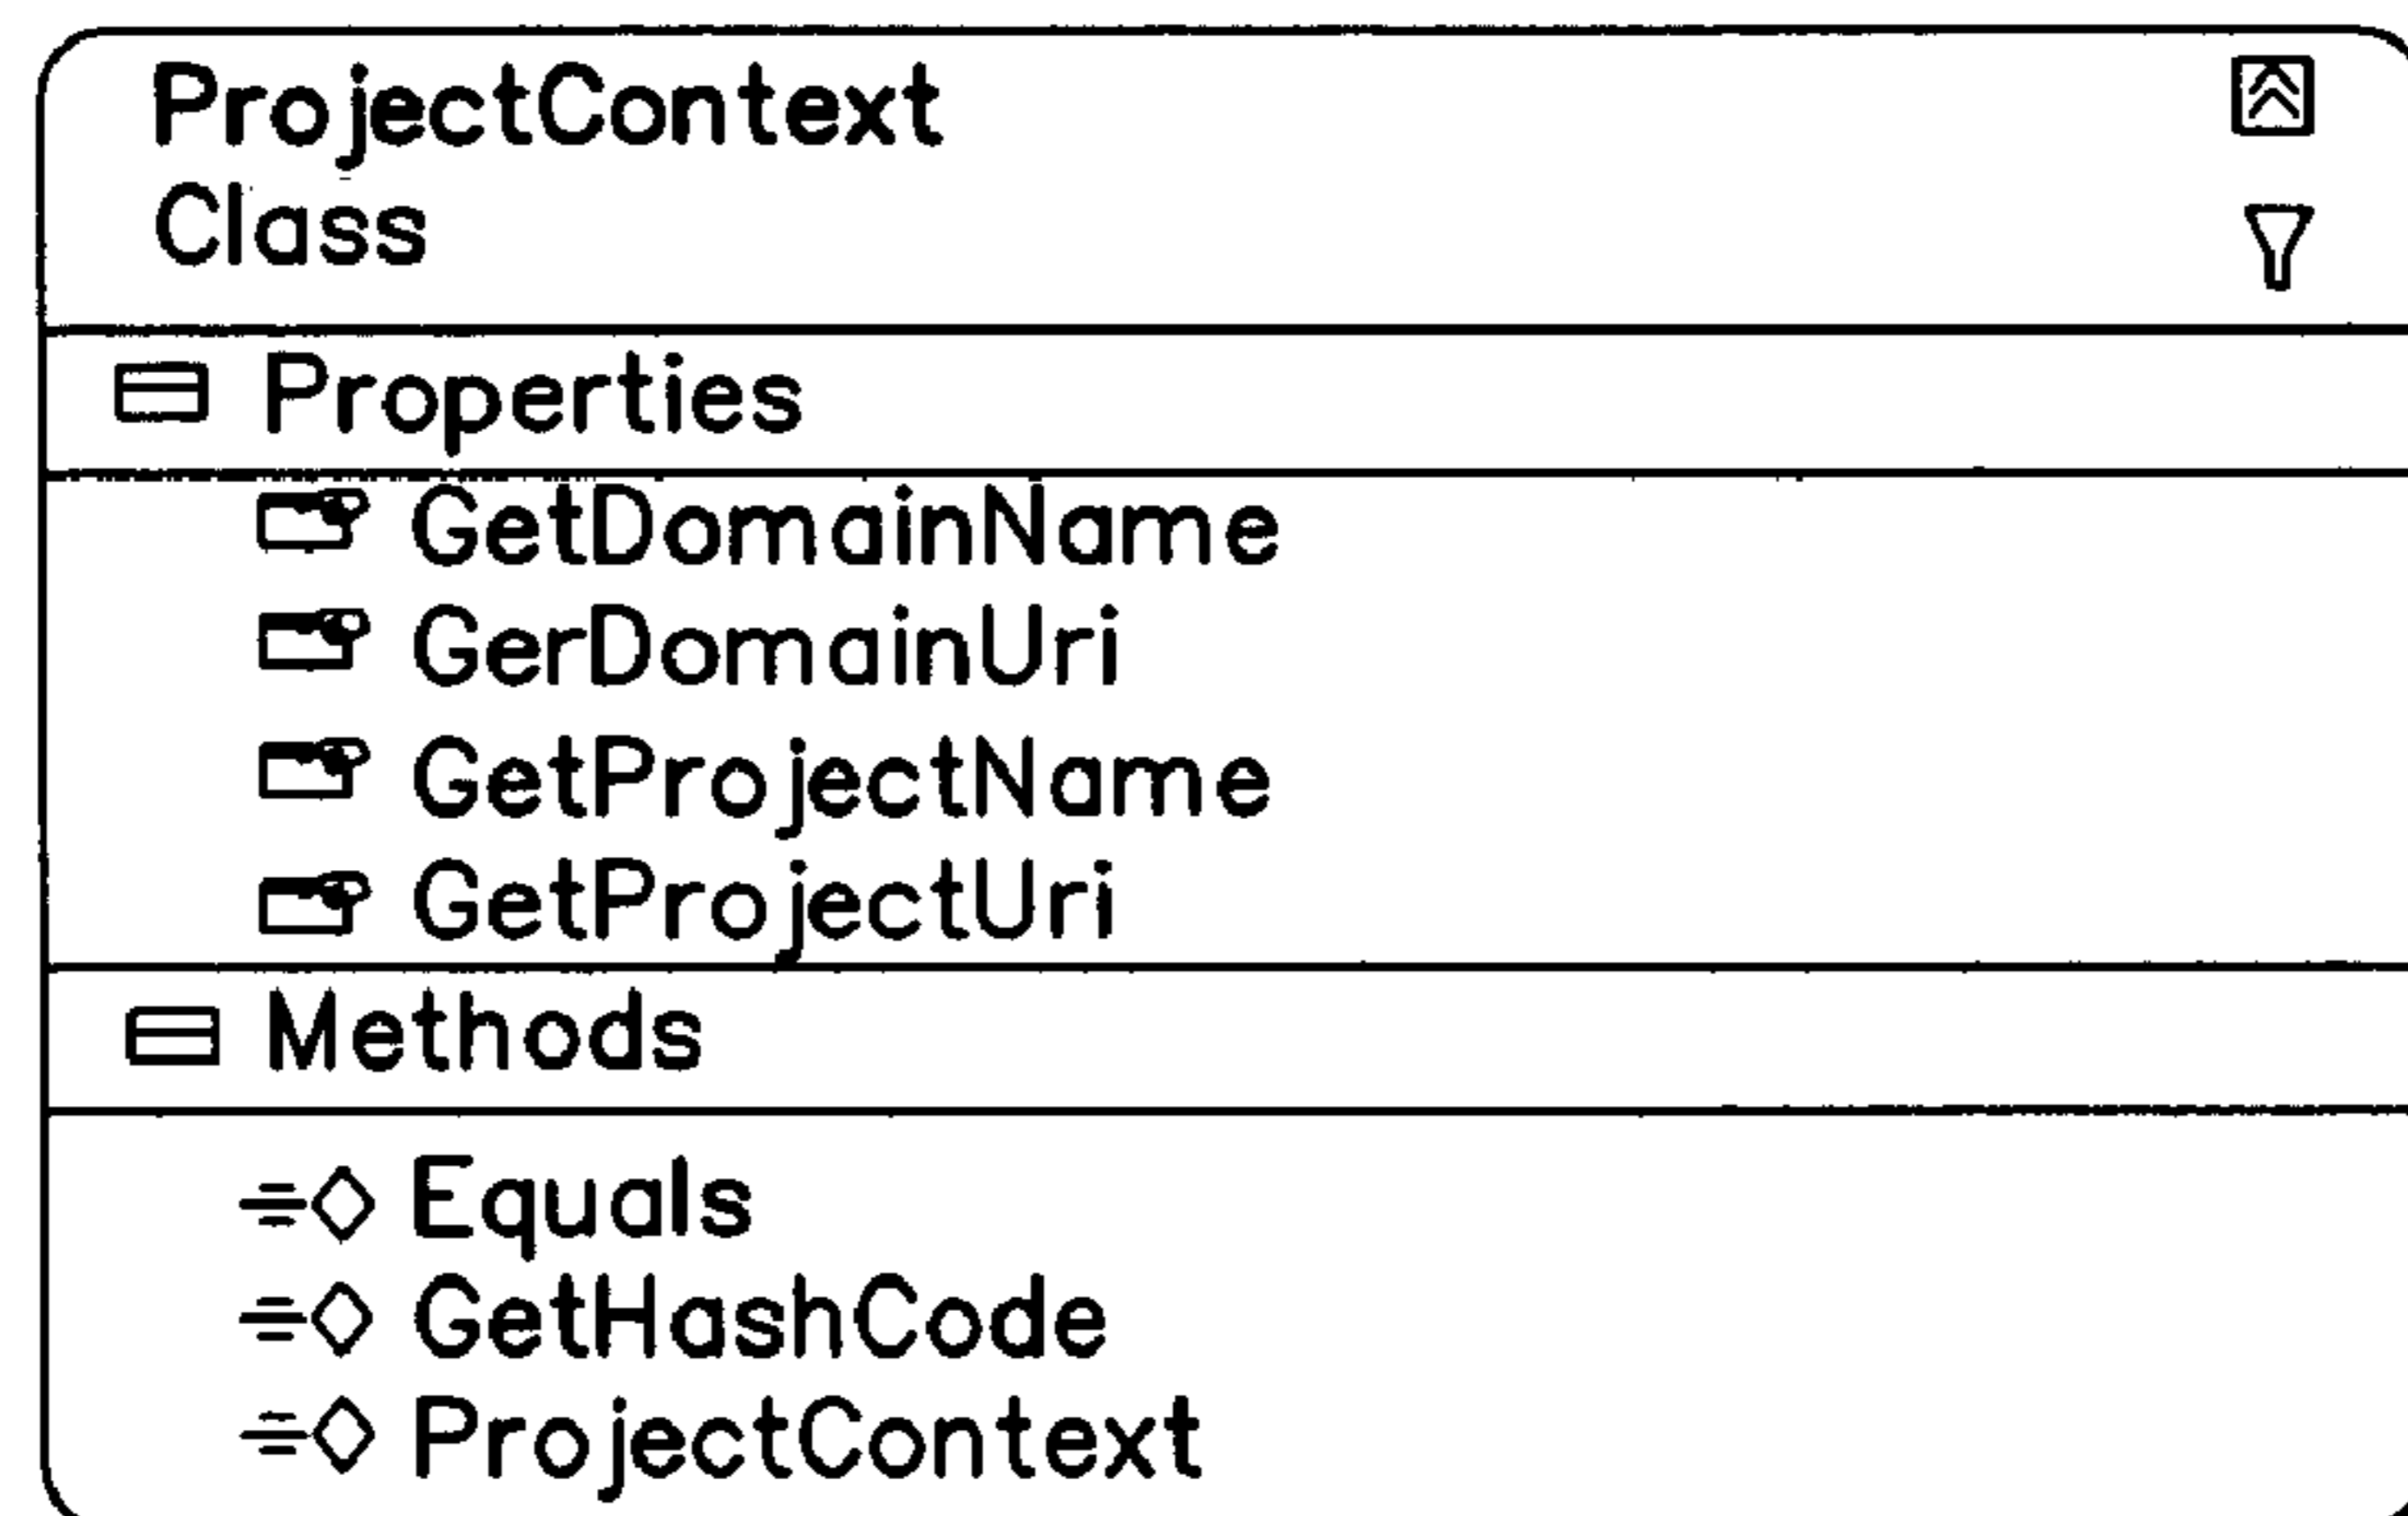 ProjectContext
Class
Properties
GetDomainName
GerDomainUri
GetProjectName
GetProjectUri
Methods
Equals
GetHashCode
ProjectContext